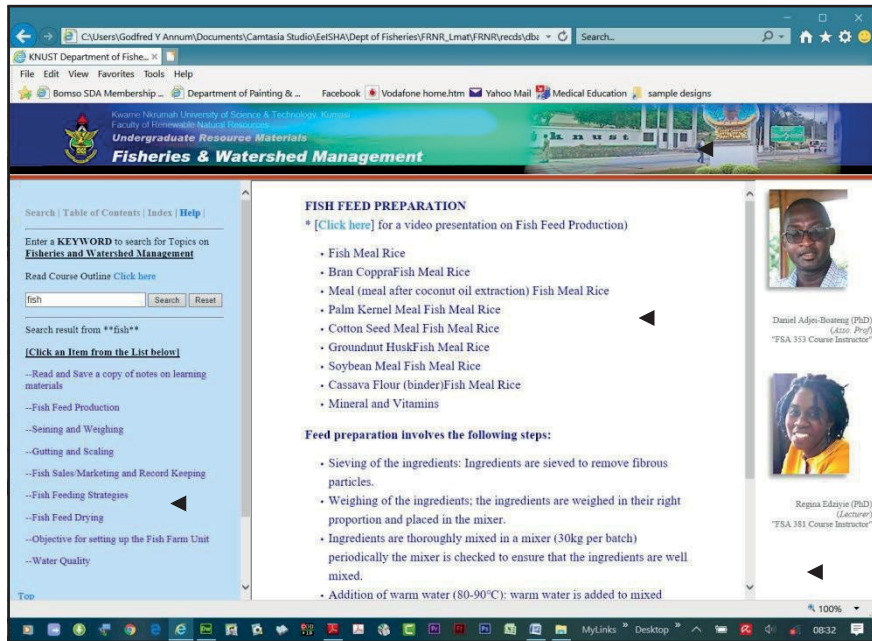 C:\Users\Godfred Y Annum\Documents\Camtasia Studio\EeISHA\Dept of Fisheries\FRNR_Lmat\FRNR\recds\dba
Search...
KNUST Department of Fishe...
File Edit View Favorites Tools Help
Bomso SDA Membership ... Department of Painting & ... Facebook Vodafone home.htm Yahoo Mail Medical Education sample designs
Kwame Nkrumah University of Science & Technology, Kumasi
Faculty of Renewable Natural Resources
Undergraduate Resource Materials
Fisheries & Watershed Management
k n u s t
Search | Table of Contents | Index | Help |
Enter a KEYWORD to search for Topics on
Fisheries and Watershed Management
Read Course Outline Click here
fish Search Reset
Search result from **fish**
[Click an Item from the List below]
--Read and Save a copy of notes on learning
materials
--Fish Feed Production
--Seining and Weighing
--Gutting and Scaling
--Fish Sales/Marketing and Record Keeping
--Fish Feeding Strategies
--Fish Feed Drying
--Objective for setting up the Fish Farm Unit
--Water Quality
Top
FISH FEED PREPARATION
* [Click here] for a video presentation on Fish Feed Production)
• Fish Meal Rice
• Bran CoppraFish Meal Rice
• Meal (meal after coconut oil extraction) Fish Meal Rice
• Palm Kernel Meal Fish Meal Rice
• Cotton Seed Meal Fish Meal Rice
• Groundnut HuskFish Meal Rice
• Soybean Meal Fish Meal Rice
• Cassava Flour (binder)Fish Meal Rice
• Mineral and Vitamins
Feed preparation involves the following steps:
• Sieving of the ingredients: Ingredients are sieved to remove fibrous
particles.
• Weighing of the ingredients; the ingredients are weighed in their right
proportion and placed in the mixer.
• Ingredients are thoroughly mixed in a mixer (30kg per batch)
periodically the mixer is checked to ensure that the ingredients are well
mixed.
• Addition of warm water (80-90°C): warm water is added to mixed
Daniel Adjei-Boateng (PhD)
(Asso. Prof)
"FSA 353 Course Instructor"
Regina Edziyie (PhD)
(Lecturer)
"FSA 381 Course Instructor"
100%
MyLinks » Desktop » 08:32